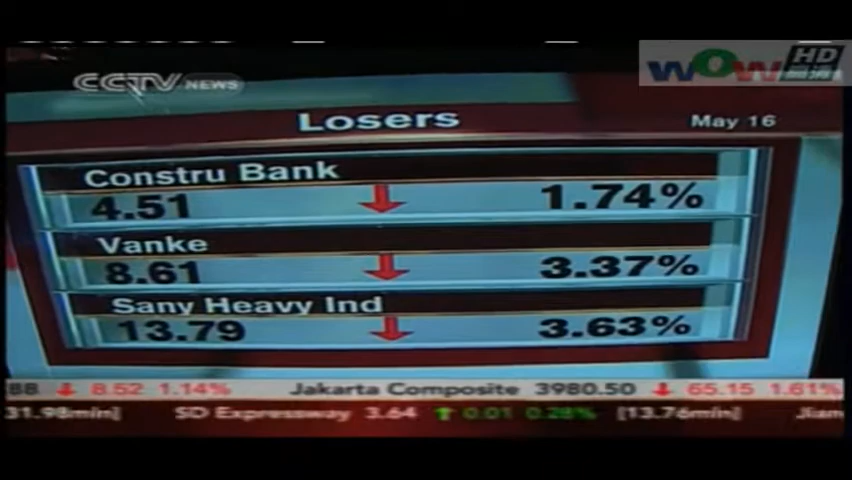 CCTV NEWS
WOW HD
Losers May 16
Constru Bank
4.51 1.74%
Vanke
8.61 3.37%
Sany Heavy Ind
13.79 3.63%
88 8.52 1.14% Jakarta Composite 3980.50 65.15 1.61%
31.98mln] SD Expressway 3.64 0.01 0.28% [13.76mln] Jian